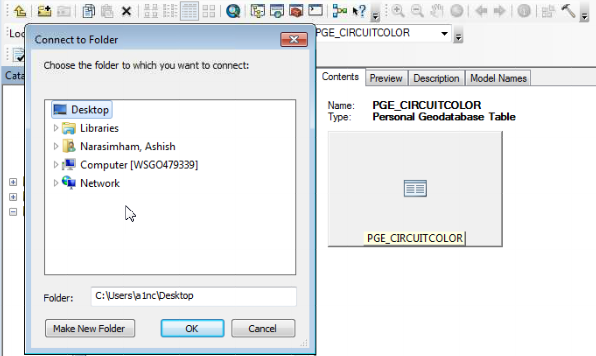 Connect to Folder
Choose the folder to which you want to connect:
Desktop
Libraries
Narasimham, Ashish
Computer [WSGO479339]
Network
Folder: C:\Users\a1nc\Desktop
Make New Folder OK Cancel
PGE_CIRCUITCOLOR
Contents Preview Description Model Names
Name: PGE_CIRCUITCOLOR
Type: Personal Geodatabase Table
PGE_CIRCUITCOLOR